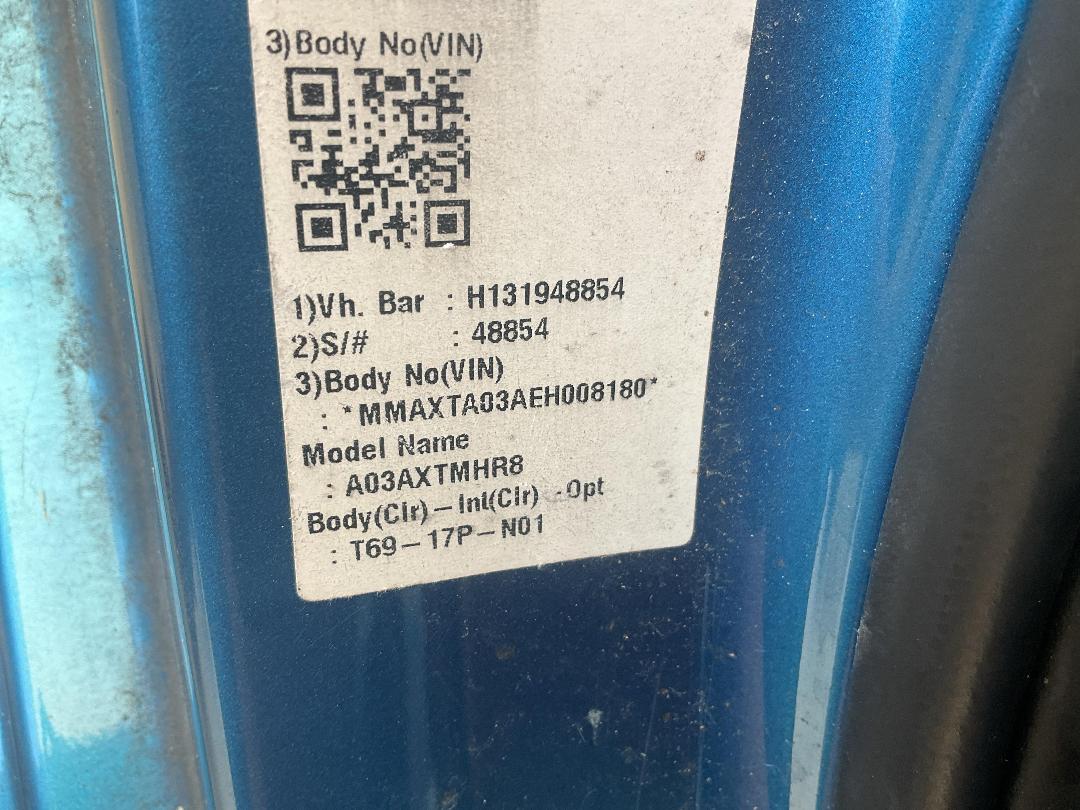 3)Body No(VIN)
1)Vh. Bar : H131948854
2)S/# : 48854
3)Body No(VIN)
: *MMAXTA03AEH008180*
Model Name
: A03AXTMHR8
Body(Clr)-Int(Clr) -Opt
: T69-17P-N01